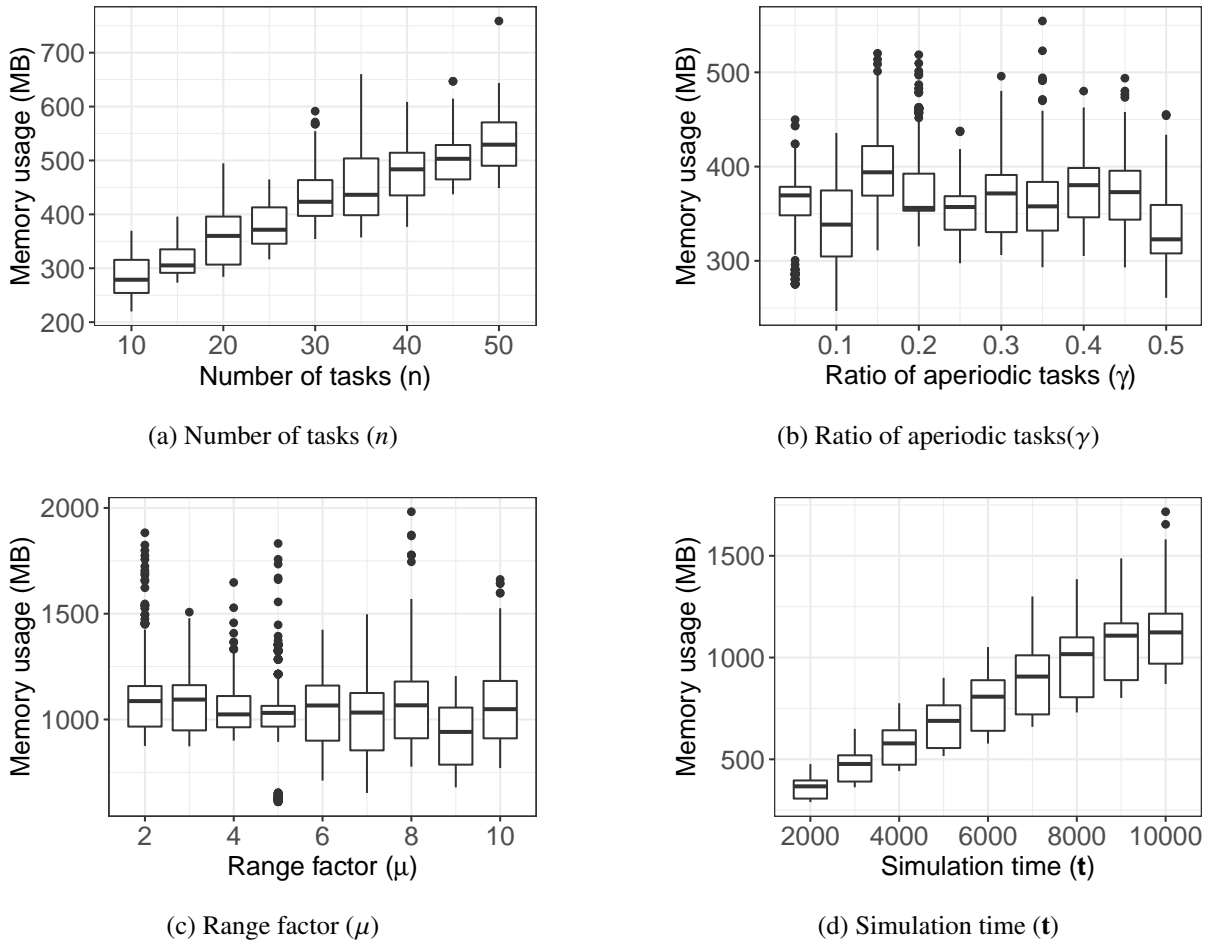 Memory usage (MB)
700
600
500
400
300
200
10 20 30 40 50
Number of tasks (n)
(a) Number of tasks (n)
Memory usage (MB)
500
400
300
0.1 0.2 0.3 0.4 0.5
Ratio of aperiodic tasks (γ)
(b) Ratio of aperiodic tasks(γ)
Memory usage (MB)
2000
1500
1000
2 4 6 8 10
Range factor (μ)
(c) Range factor (μ)
Memory usage (MB)
1500
1000
500
2000 4000 6000 8000 10000
Simulation time (t)
(d) Simulation time (t)